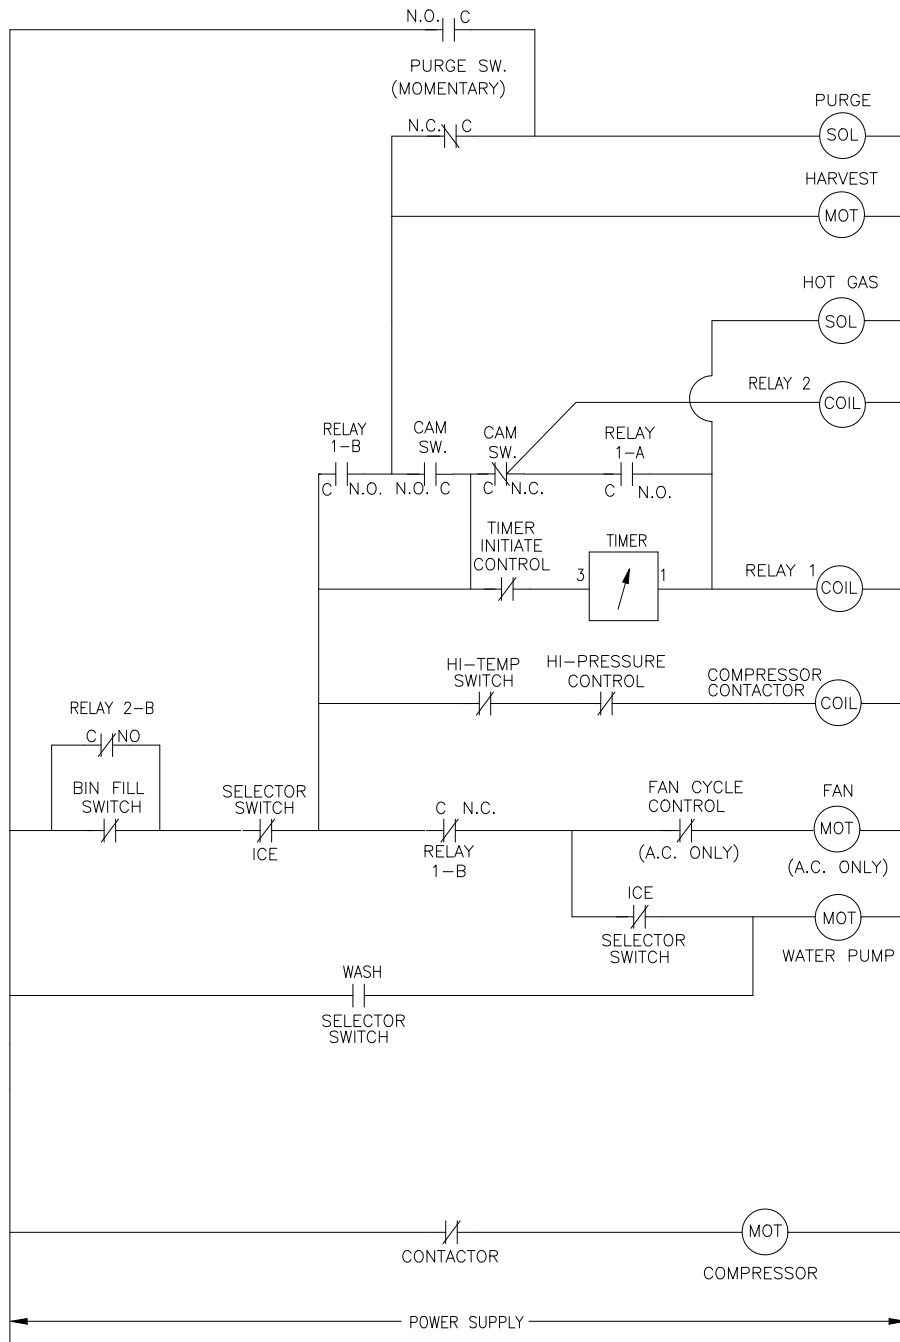 N.O. C
PURGE SW.
(MOMENTARY)
PURGE
N.C. C
SOL
HARVEST
MOT
HOT GAS
SOL
RELAY 2
COIL
RELAY
1-B
CAM
SW.
CAM
SW.
RELAY
1-A
C N.O.
N.O. C
C N.C.
C N.O.
TIMER
INITIATE
CONTROL
TIMER
3
1
RELAY 1
COIL
HI-TEMP
SWITCH
HI-PRESSURE
CONTROL
COMPRESSOR
CONTACTOR
COIL
RELAY 2-B
C NO
BIN FILL
SWITCH
SELECTOR
SWITCH
ICE
C N.C.
RELAY
1-B
FAN CYCLE
CONTROL
(A.C. ONLY)
FAN
MOT
(A.C. ONLY)
ICE
SELECTOR
SWITCH
MOT
WATER PUMP
WASH
SELECTOR
SWITCH
CONTACTOR
MOT
COMPRESSOR
POWER SUPPLY